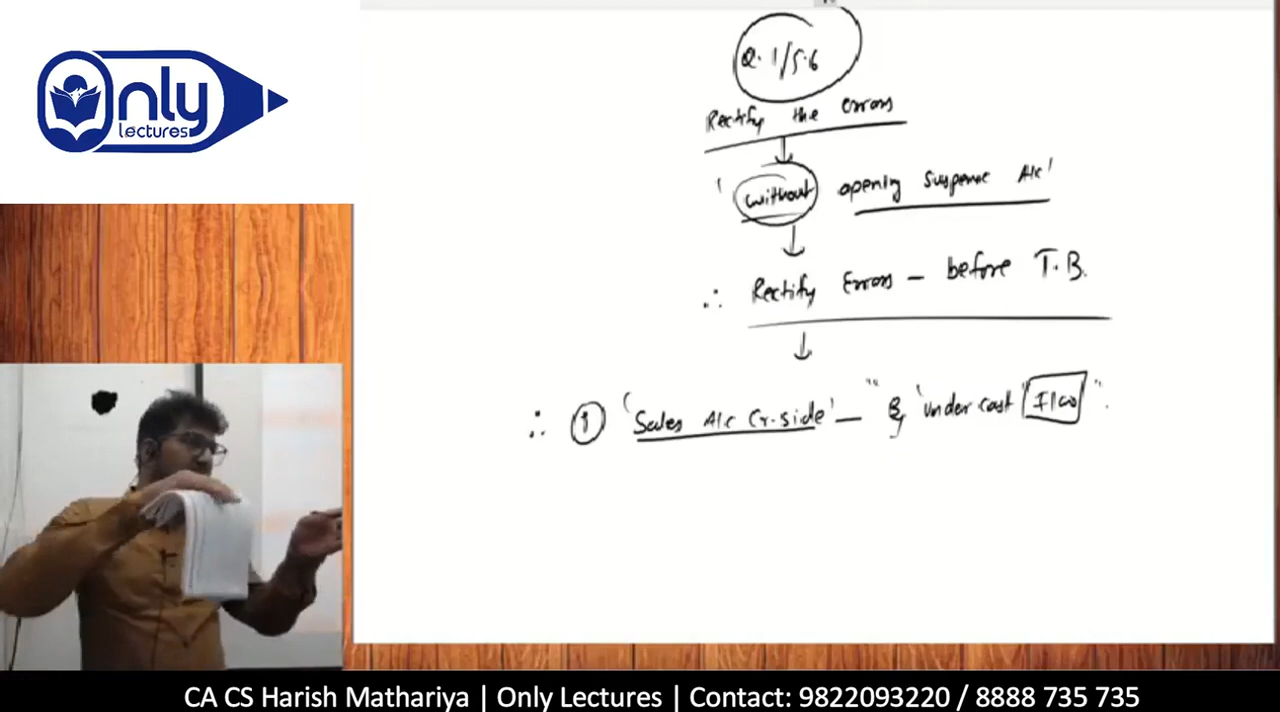 Only
lectures
Q.1/5.6
Rectify the errors
'without opening suspense A/c'
∴ Rectify Errors - before T.B.
∴ ① 'Sales A/c Cr. side' - " & 'under cast
CA CS Harish Mathariya | Only Lectures | Contact: 9822093220 / 8888 735 735